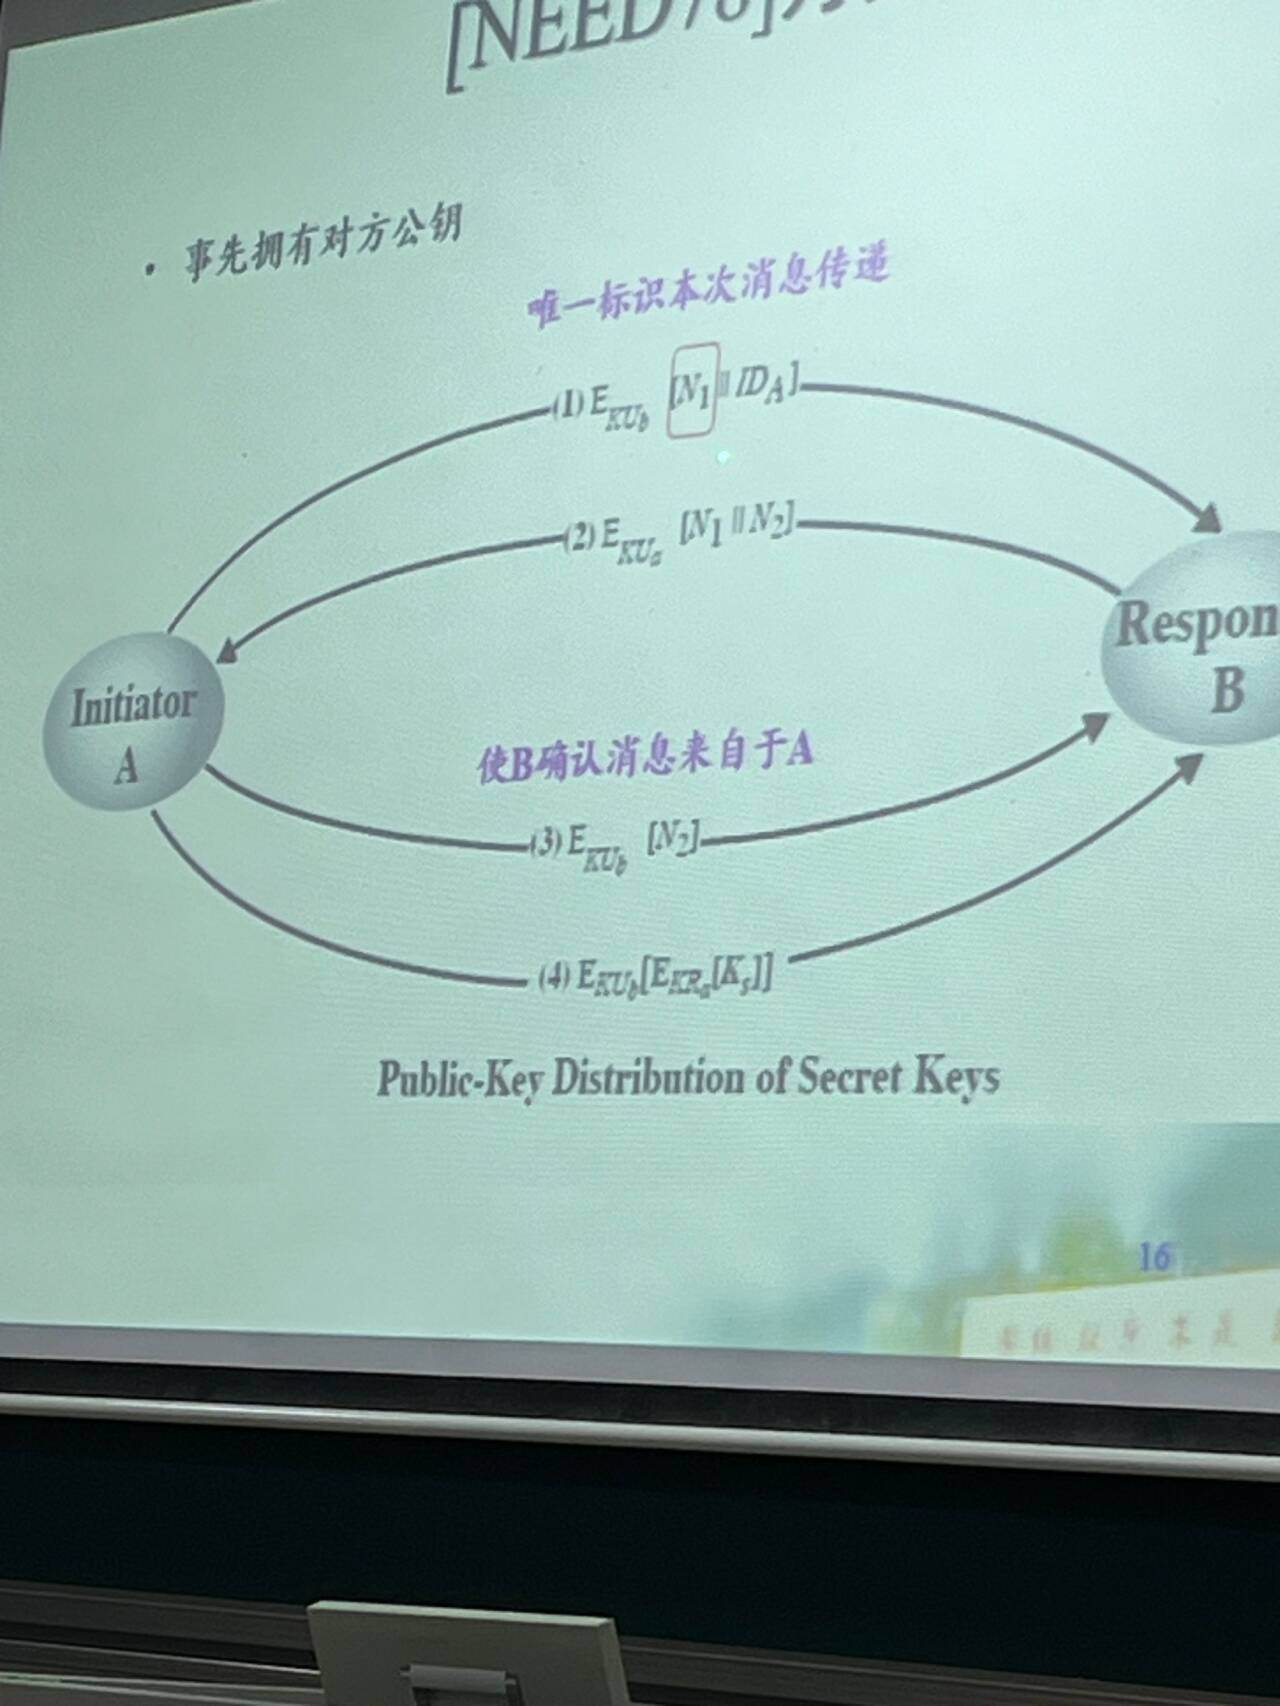 [NEED78]
• 事先拥有对方公钥
唯一标识本次消息传递
(1) E_{KU_b} [N_1 || ID_A]
(2) E_{KU_a} [N_1 || N_2]
Initiator
A
Respon
B
使B确认消息来自于A
(3) E_{KU_b} [N_2]
(4) E_{KU_b}[E_{KR_a}[K_s]]
Public-Key Distribution of Secret Keys
16